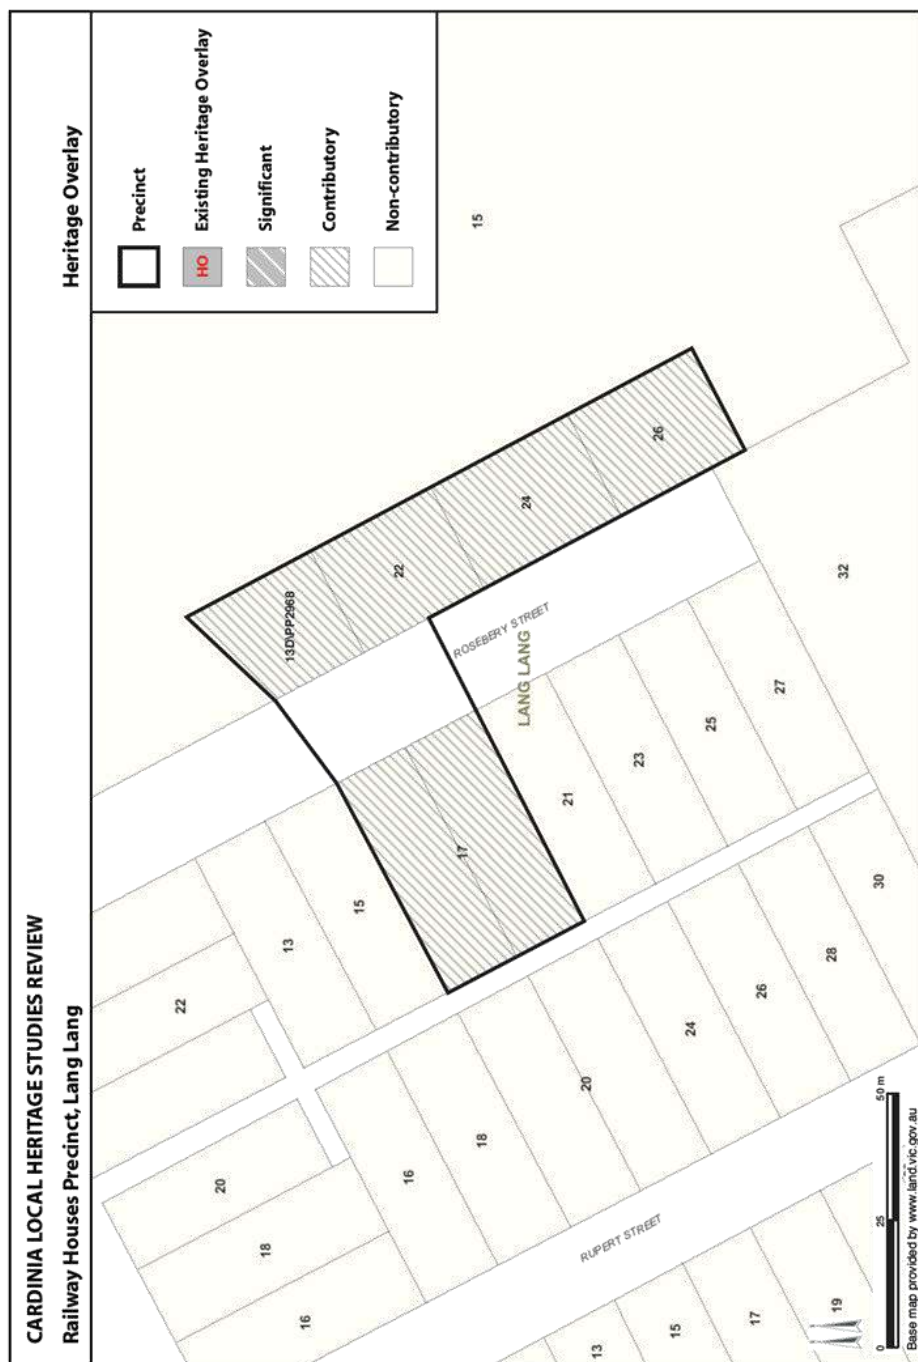 CARDINIA LOCAL HERITAGE STUDIES REVIEW
Railway Houses Precinct, Lang Lang
Heritage Overlay
Precinct
HO
Existing Heritage Overlay
Significant
Contributory
Non-contributory
15
22
13
15
20
18
16
16
18
20
24
26
28
30
17
21
23
25
27
32
13D\PP2968
22
24
26
ROSEBERY STREET
LANG LANG
RUPERT STREET
13
15
17
19
0
25
50 m
Base map provided by www.land.vic.gov.au